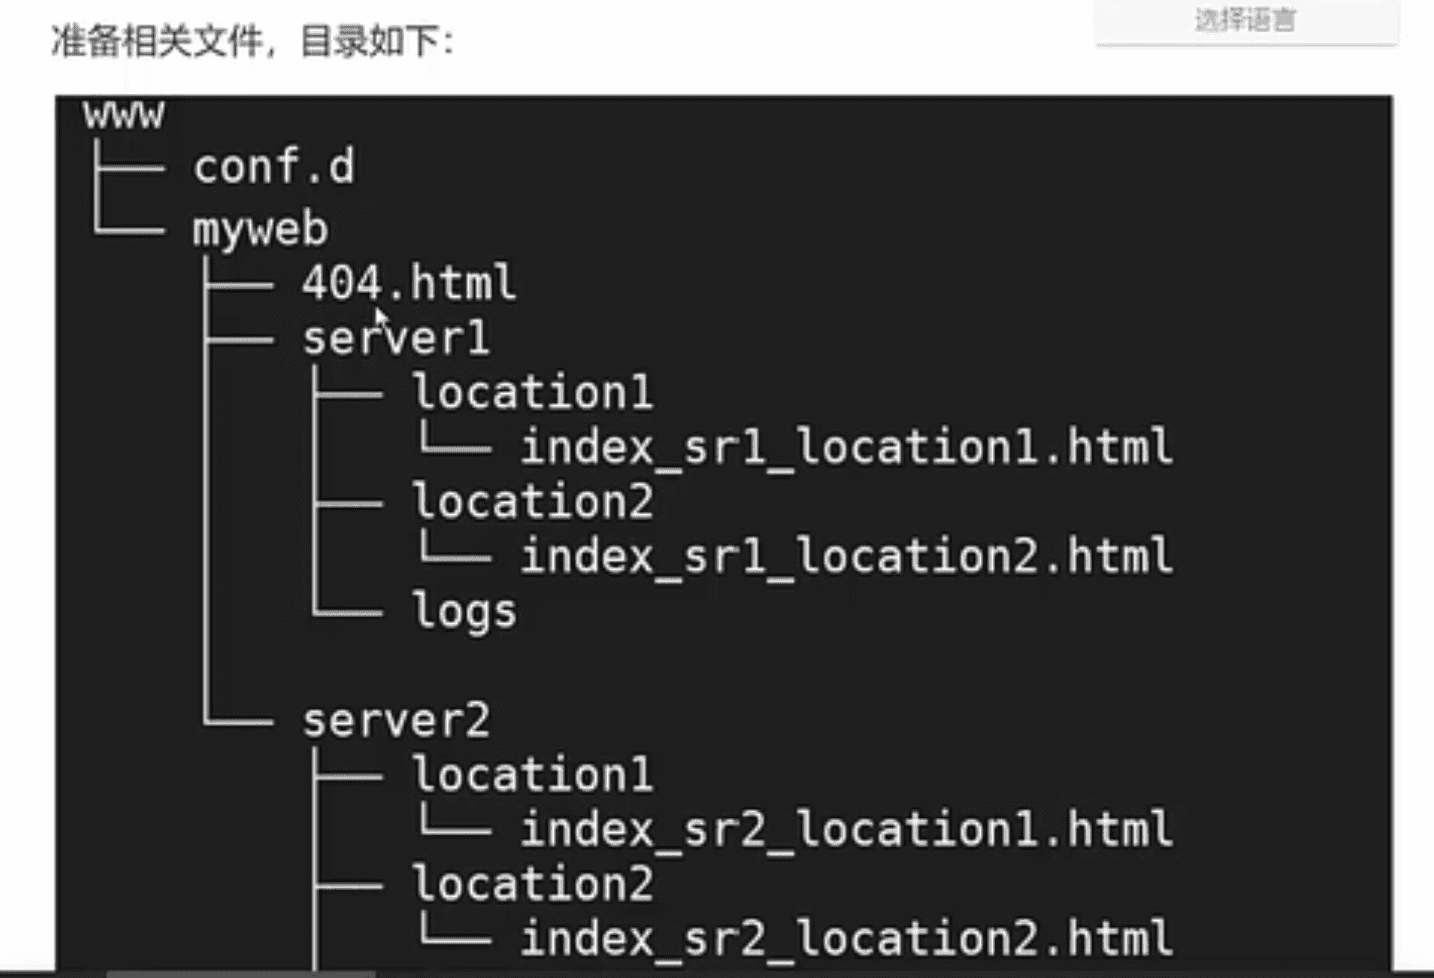 选择语言
准备相关文件，目录如下：
www
├── conf.d
└── myweb
├── 404.html
├── server1
├── location1
└── index_sr1_location1.html
├── location2
└── index_sr1_location2.html
└── logs
└── server2
├── location1
└── index_sr2_location1.html
├── location2
└── index_sr2_location2.html